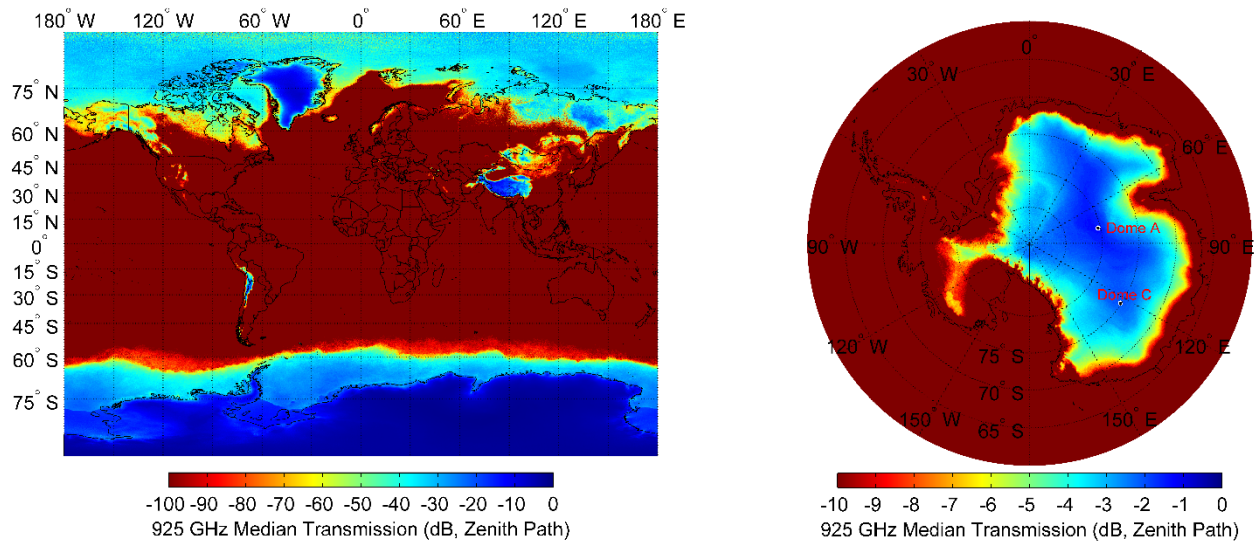 180° W 120° W 60° W 0° 60° E 120° E 180° E
75° N
60° N
45° N
30° N
15° N
0°
15° S
30° S
45° S
60° S
75° S
-100 -90 -80 -70 -60 -50 -40 -30 -20 -10 0
925 GHz Median Transmission (dB, Zenith Path)
0°
30° W 30° E
60° W 60° E
Dome A
90° W 90° E
Dome C
120° W 120° E
75° S
70° S
150° W 150° E
65° S
-10 -9 -8 -7 -6 -5 -4 -3 -2 -1 0
925 GHz Median Transmission (dB, Zenith Path)